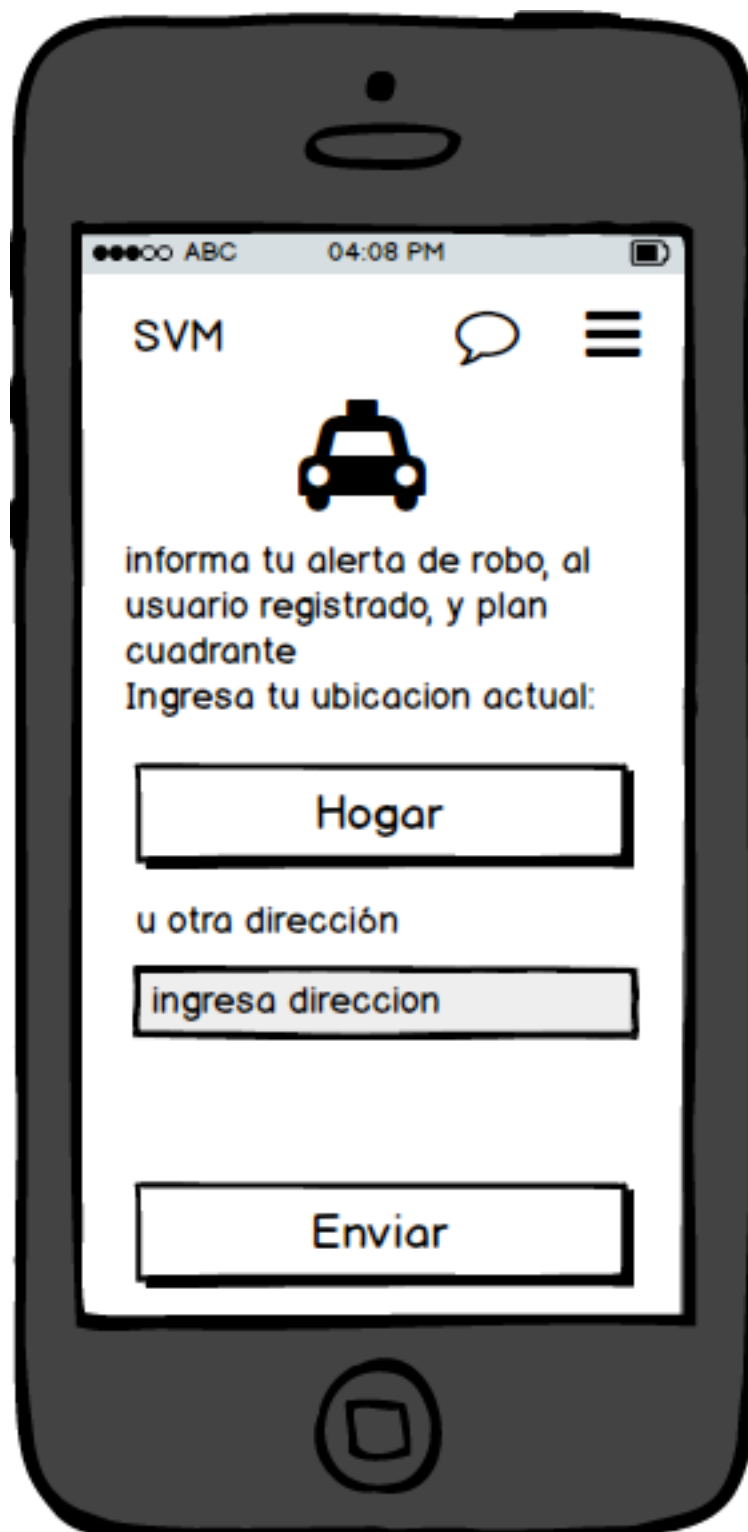 ABC 04:08 PM
SVM
informa tu alerta de robo, al
usuario registrado, y plan
cuadrante
Ingresa tu ubicacion actual:
Hogar
u otra dirección
ingresa direccion
Enviar